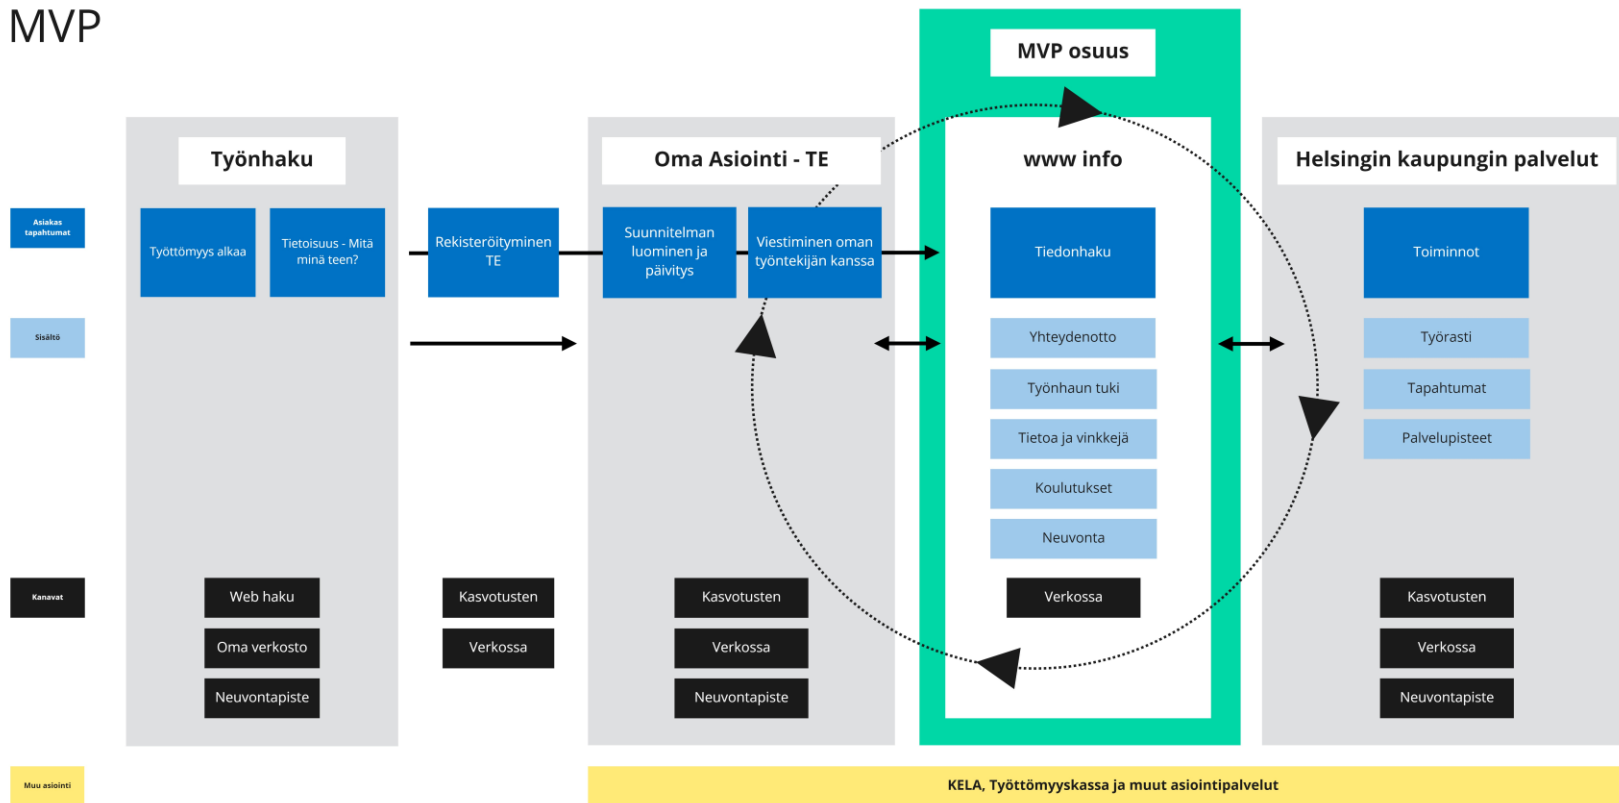 MVP
MVP osuus
Työnhaku
Oma Asiointi - TE
www info
Helsingin kaupungin palvelut
Asiakas
tapahtumat
Työttömyys alkaa
Tietoisuus - Mitä
minä teen?
Rekisteröityminen
TE
Suunnitelman
luominen ja
päivitys
Viestiminen oman
työntekijän kanssa
Tiedonhaku
Toiminnot
Sisältö
Yhteydenotto
Työnhaun tuki
Tietoa ja vinkkejä
Koulutukset
Neuvonta
Työrasti
Tapahtumat
Palvelupisteet
Kanavat
Web haku
Oma verkosto
Neuvontapiste
Kasvotusten
Verkossa
Kasvotusten
Verkossa
Neuvontapiste
Verkossa
Kasvotusten
Verkossa
Neuvontapiste
Muu asiointi
KELA, Työttömyyskassa ja muut asiointipalvelut